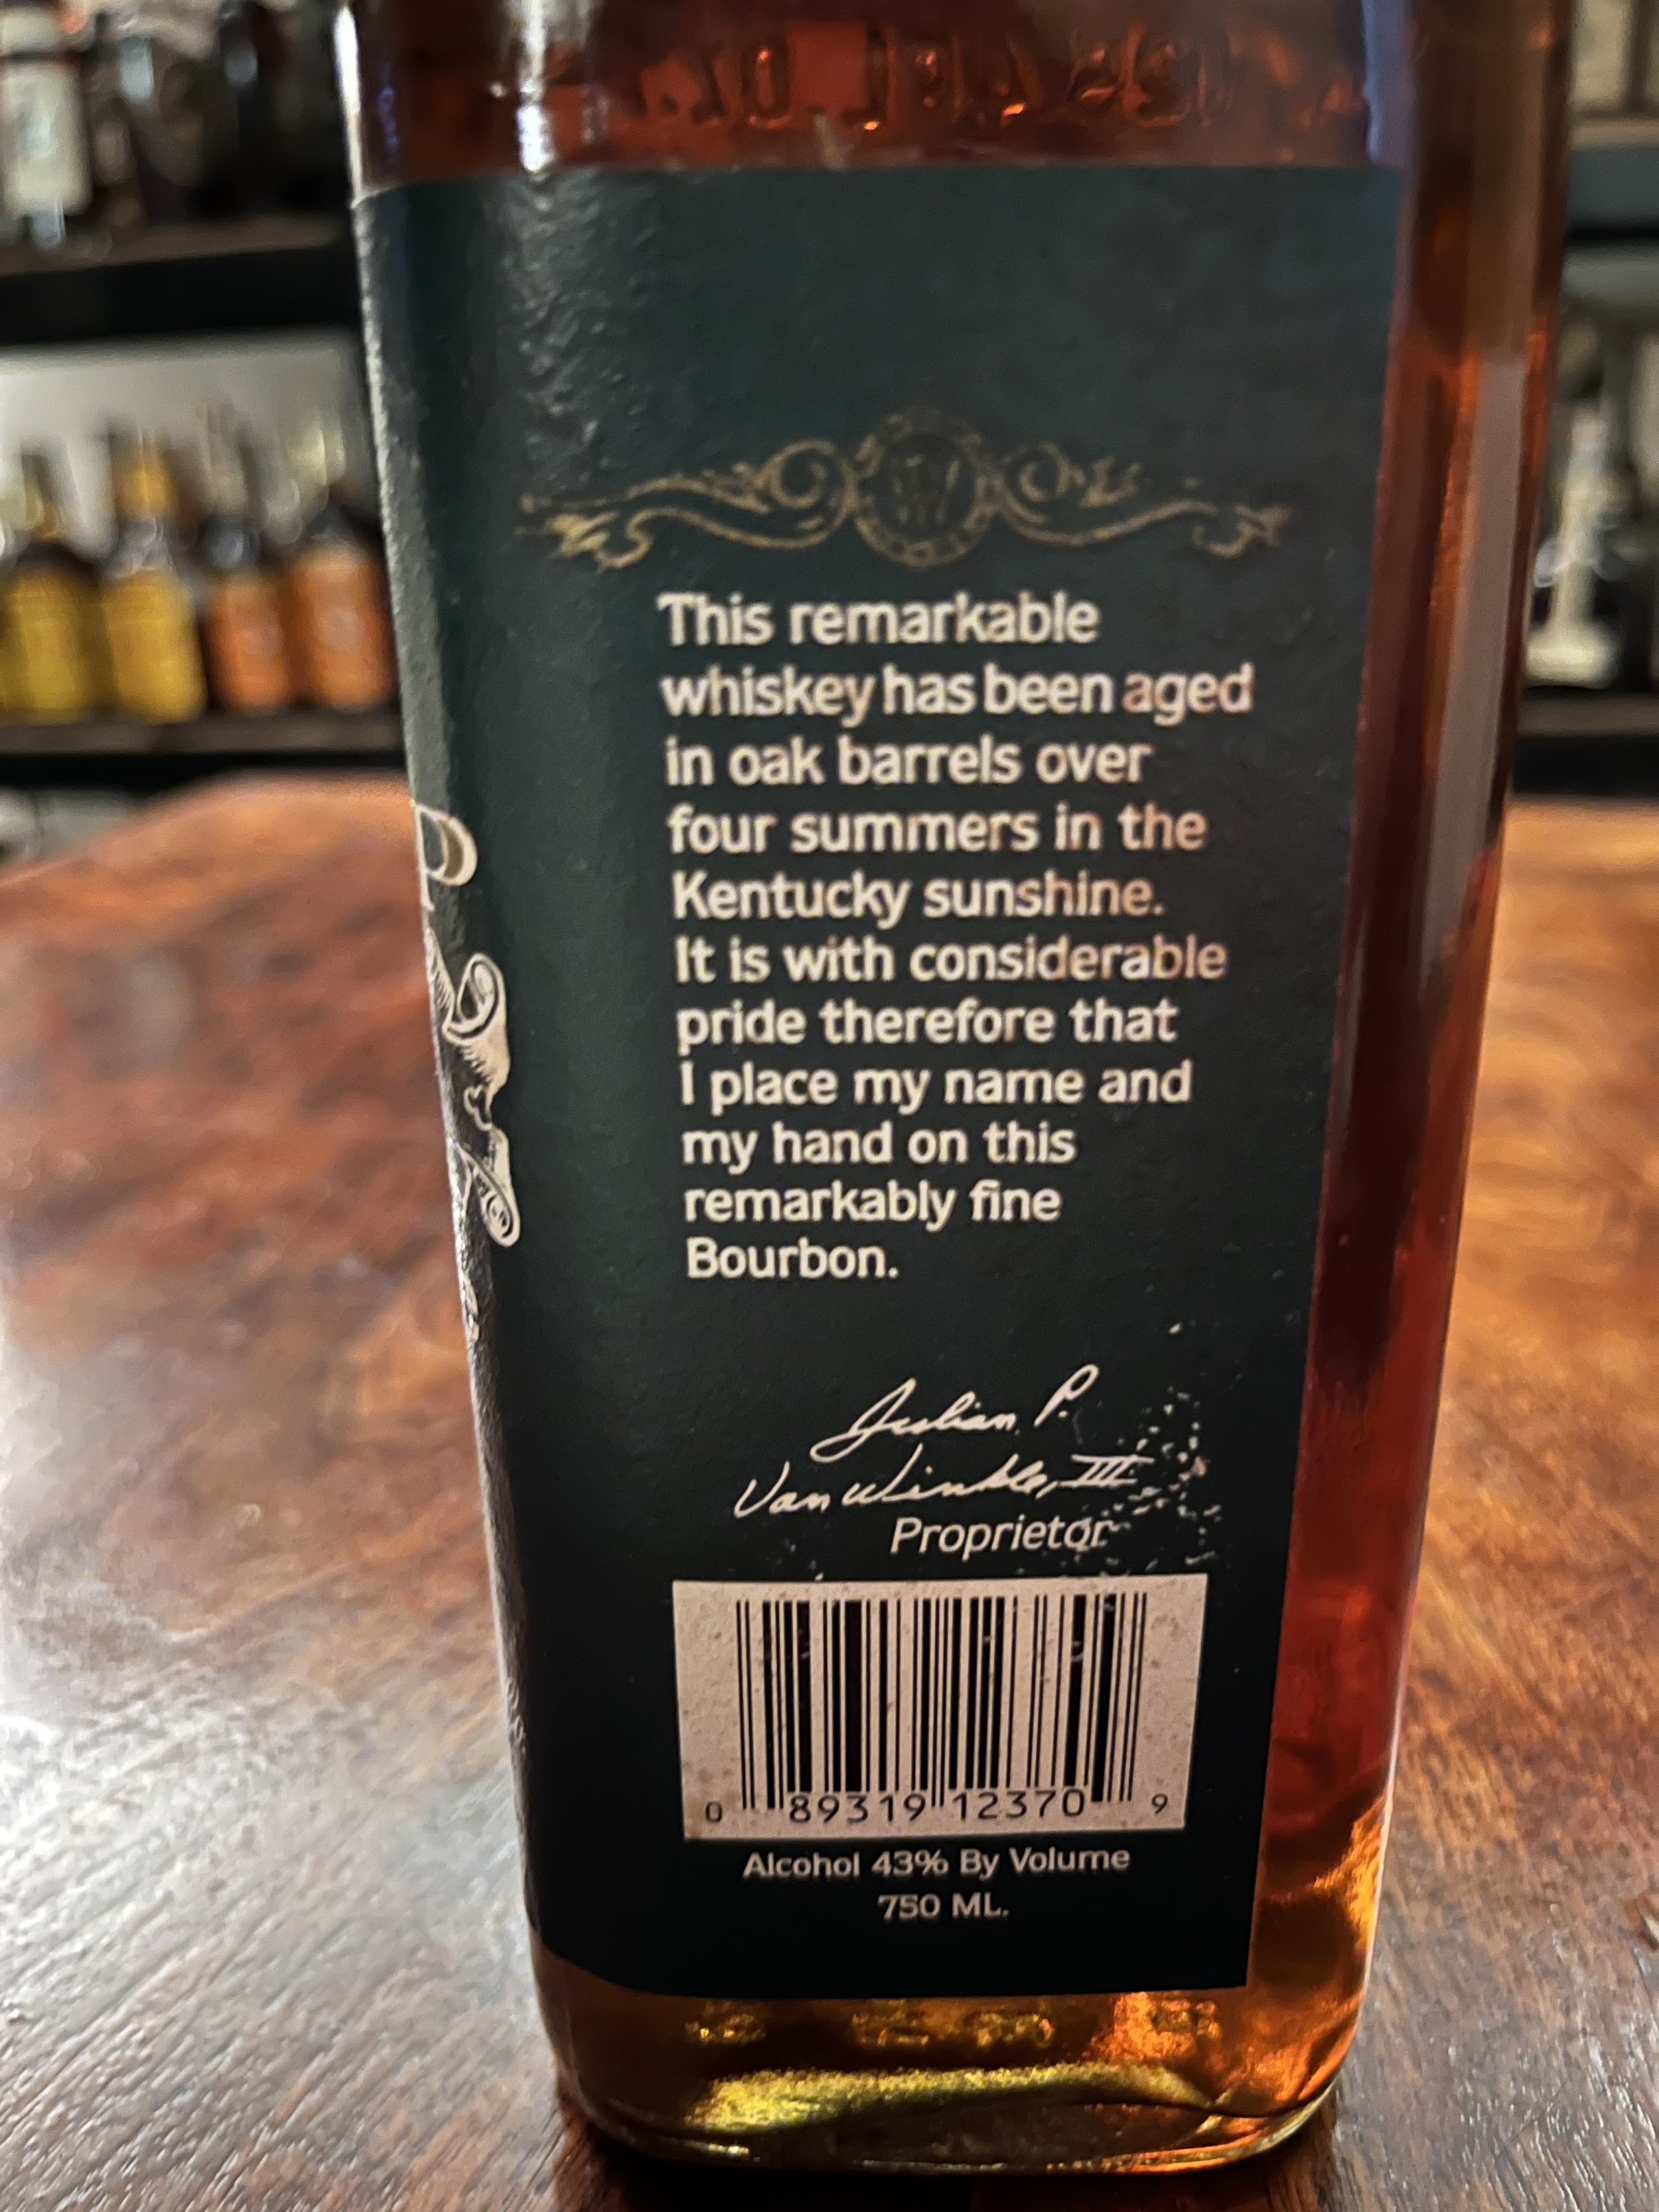 This remarkable
whiskey has been aged
in oak barrels over
four summers in the
Kentucky sunshine.
It is with considerable
pride therefore that
I place my name and
my hand on this
remarkably fine
Bourbon.
Julian P.
Van Winkle, III
Proprietor
0 89319 12370 9
Alcohol 43% By Volume
750 ML.